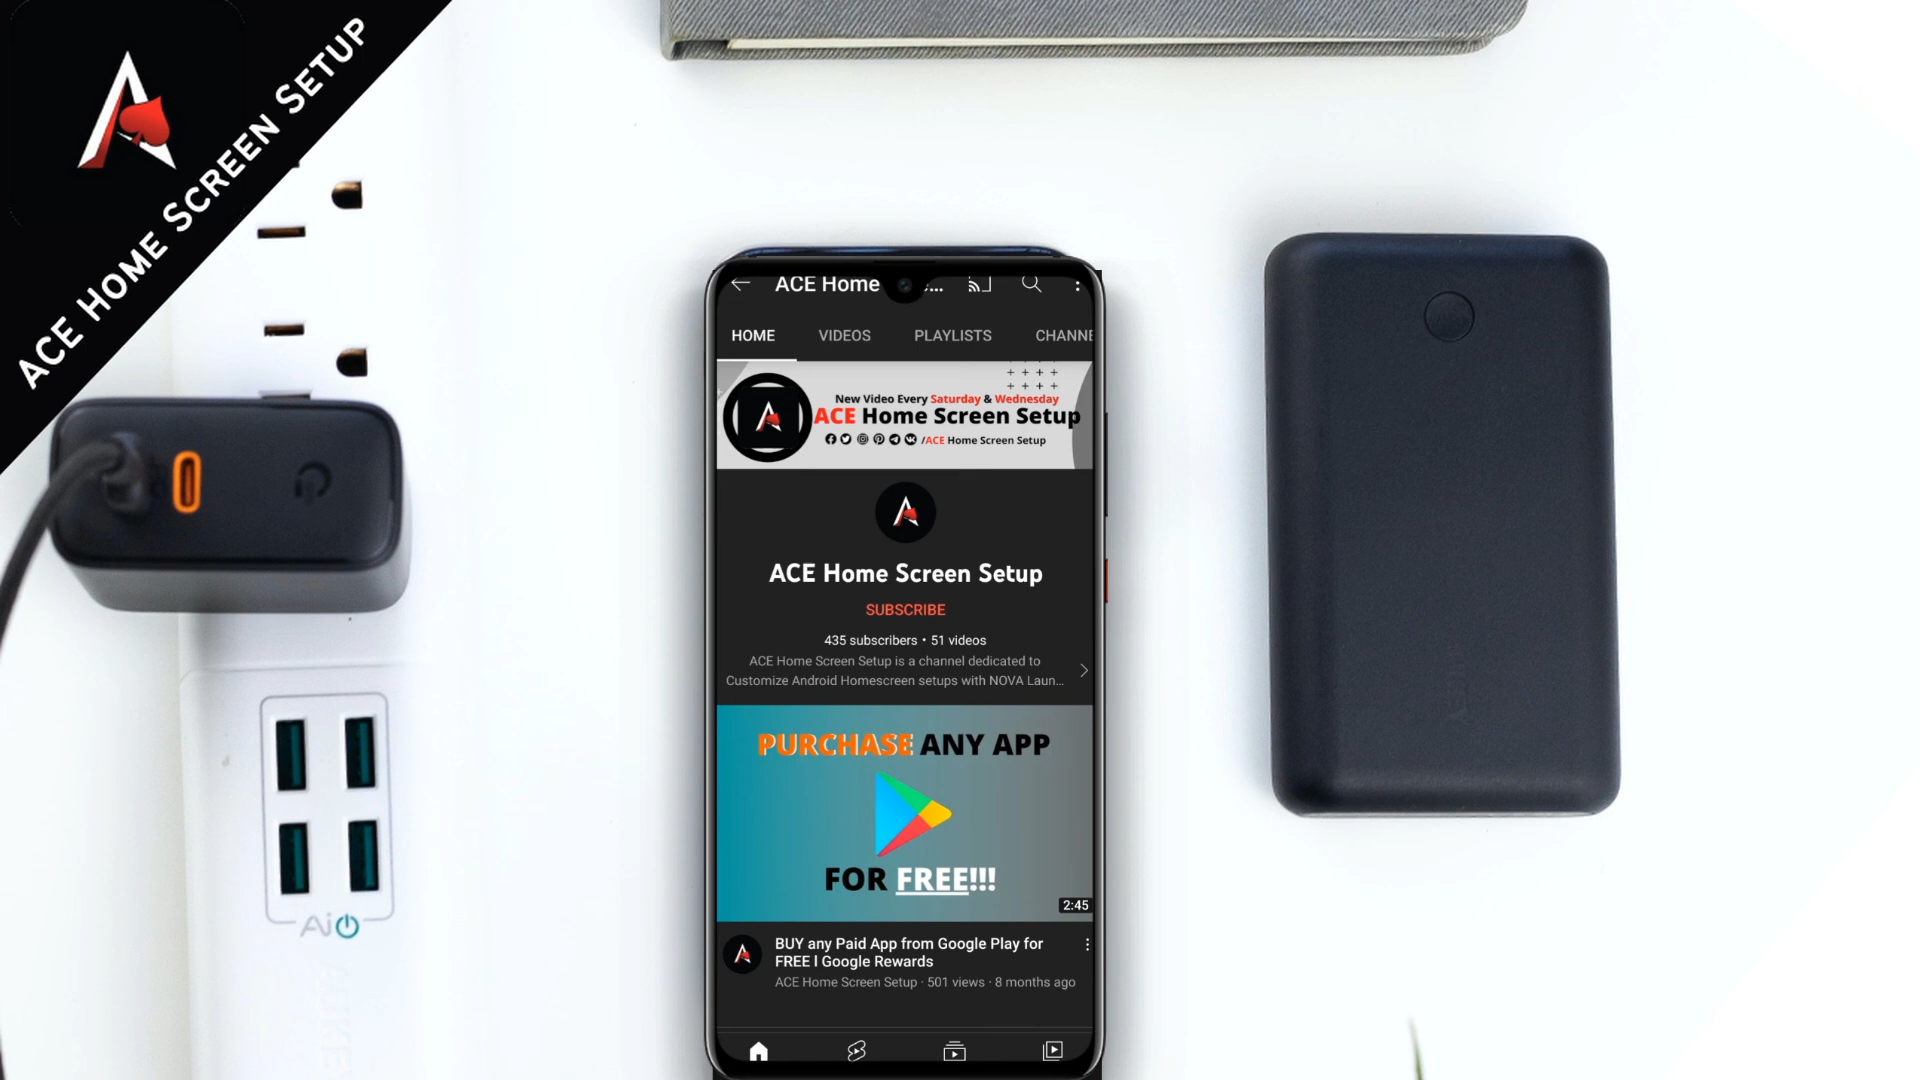 ACE HOME SCREEN SETUP
ACE Home
...
HOME VIDEOS PLAYLISTS CHANNE
New Video Every Saturday & Wednesday
ACE Home Screen Setup
/ACE Home Screen Setup
ACE Home Screen Setup
SUBSCRIBE
435 subscribers • 51 videos
ACE Home Screen Setup is a channel dedicated to
Customize Android Homescreen setups with NOVA Laun...
PURCHASE ANY APP
FOR FREE!!!
2:45
BUY any Paid App from Google Play for
FREE l Google Rewards
ACE Home Screen Setup · 501 views · 8 months ago
Ai